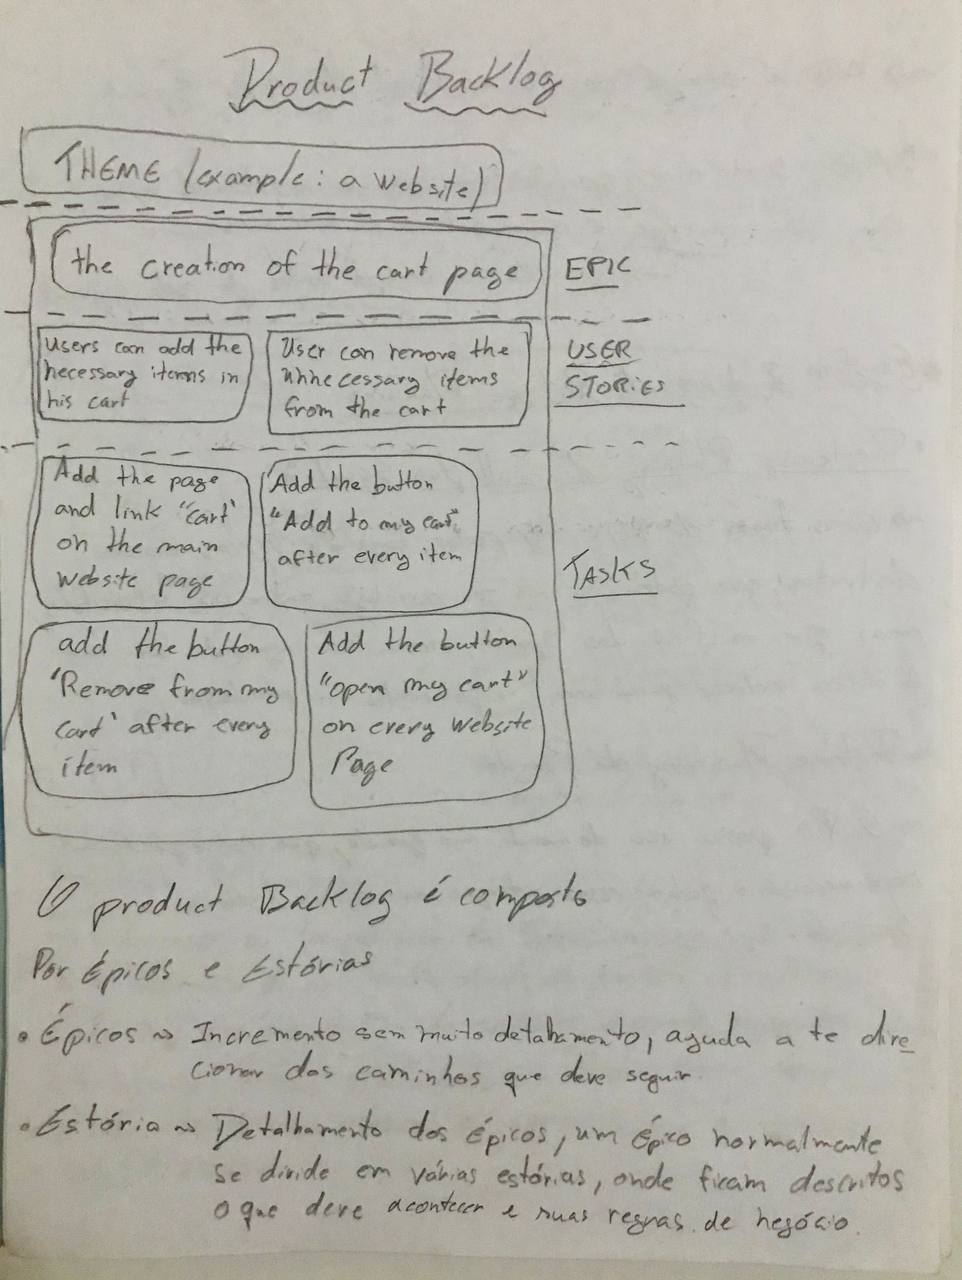 Product Backlog
THEME (example: a website)
the creation of the cart page
EPIC
Users can add the
necessary items in
his cart
User can remove the
unnecessary items
from the cart
USER
STORIES
Add the page
and link "cart"
on the main
website page
Add the button
"Add to my cart"
after every item
TASKS
add the button
"Remove from my
cart" after every
item
Add the button
"open my cart"
on every website
Page
O product Backlog é composto
Por Épicos e Estórias
• Épicos ~> Incremento sem muito detalhamento, ayuda a te dire
cionar dos caminhos que deve seguir.
• Estória ~> Detalhamento dos épicos, um épico normalmente
se divide em várias estórias, onde ficam descritos
o que deve acontecer e suas regras de negócio.